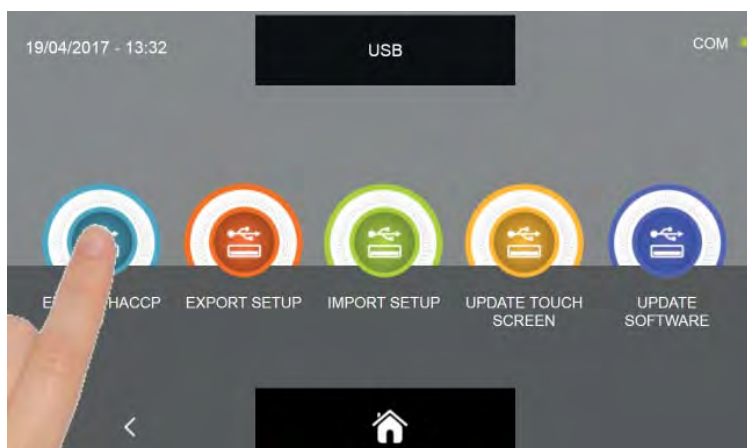 19/04/2017 - 13:32
USB
COM
HACCP
EXPORT SETUP
IMPORT SETUP
UPDATE TOUCH
SCREEN
UPDATE
SOFTWARE